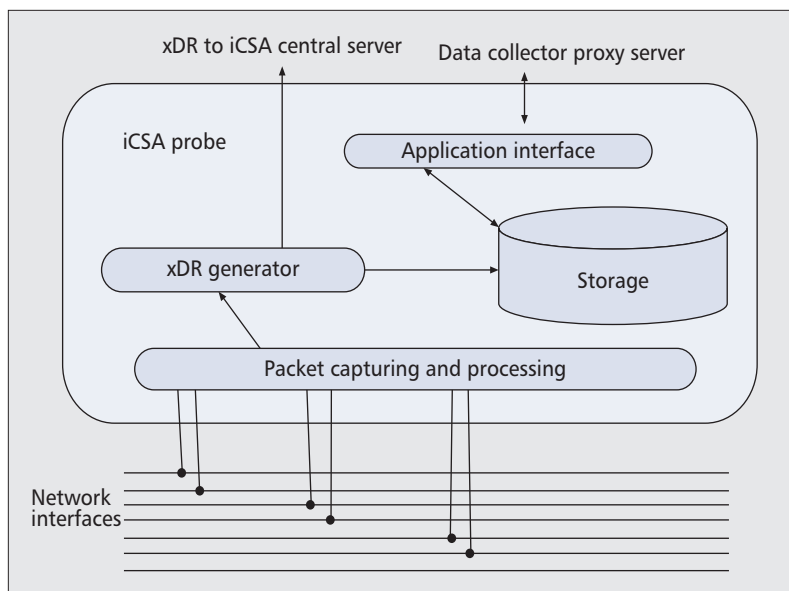 xDR to iCSA central server
Data collector proxy server
iCSA probe
Application interface
xDR generator
Storage
Packet capturing and processing
Network
interfaces